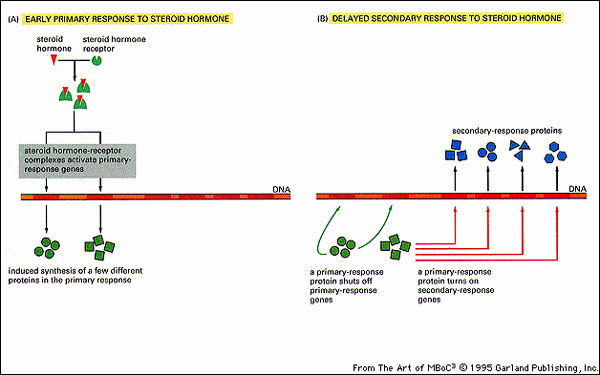 (A) EARLY PRIMARY RESPONSE TO STEROID HORMONE
steroid
hormone
steroid hormone
receptor
steroid hormone-receptor
complexes activate primary-
response genes
DNA
induced synthesis of a few different
proteins in the primary response
(B) DELAYED SECONDARY RESPONSE TO STEROID HORMONE
secondary-response proteins
DNA
a primary-response
protein shuts off
primary-response
genes
a primary-response
protein turns on
secondary-response
genes
From The Art of MBoC³ © 1995 Garland Publishing, Inc.